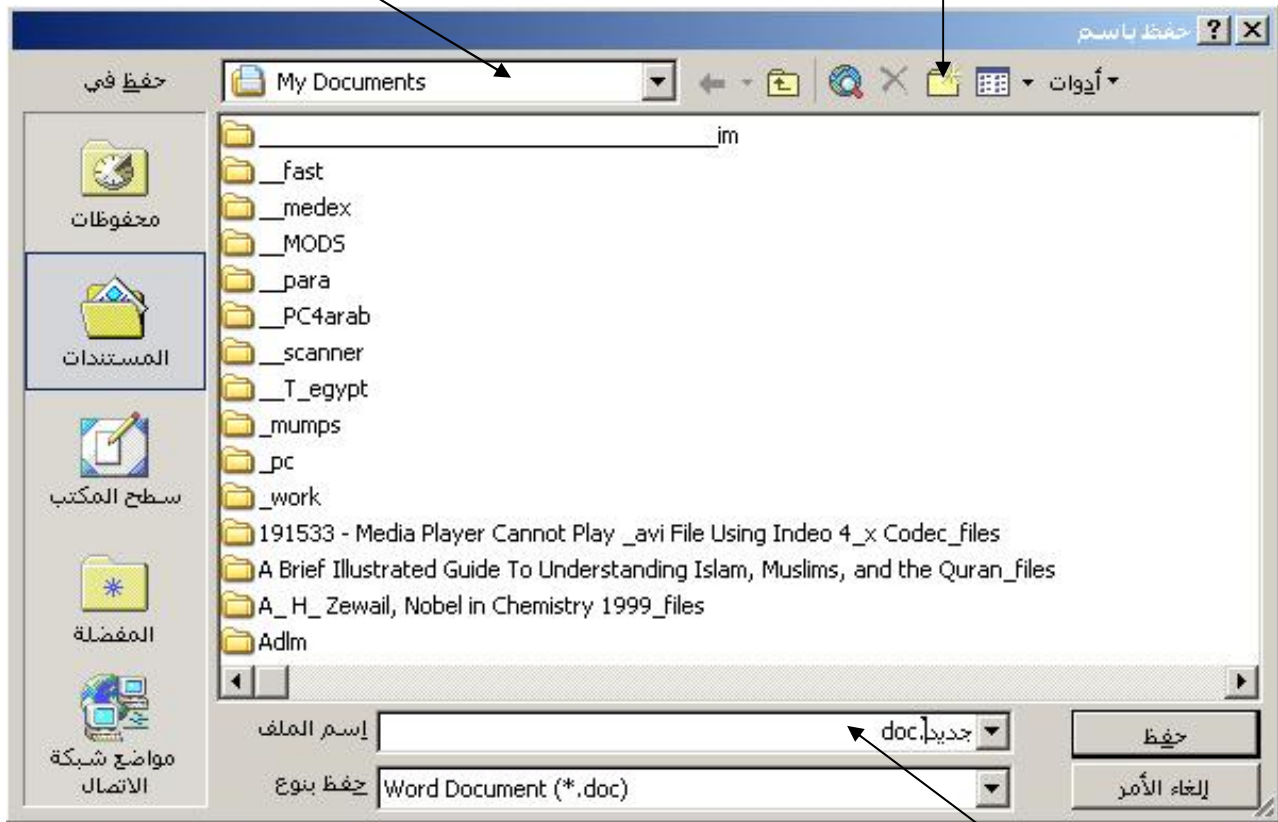 حفظ باسم
حفظ في
My Documents
أدوات
محفوظات
المستندات
سطح المكتب
المفضلة
مواضع شبكة
الاتصال
_______________________________________im
__fast
__medex
__MODS
__para
__PC4arab
__scanner
__T_egypt
_mumps
_pc
_work
191533 - Media Player Cannot Play _avi File Using Indeo 4_x Codec_files
A Brief Illustrated Guide To Understanding Islam, Muslims, and the Quran_files
A_ H_ Zewail, Nobel in Chemistry 1999_files
Adlm
إسم الملف
جديد.doc
حفظ
حفظ بنوع
Word Document (*.doc)
إلغاء الأمر